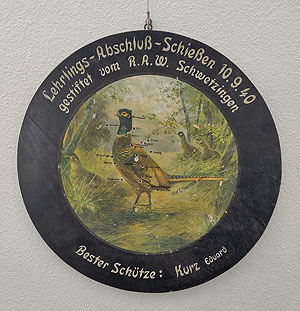 Lehrlings-Abschluß-Schießen 10.9.40
gestiftet vom R.A.W. Schwetzingen
Bester Schütze: Kurz Eduard